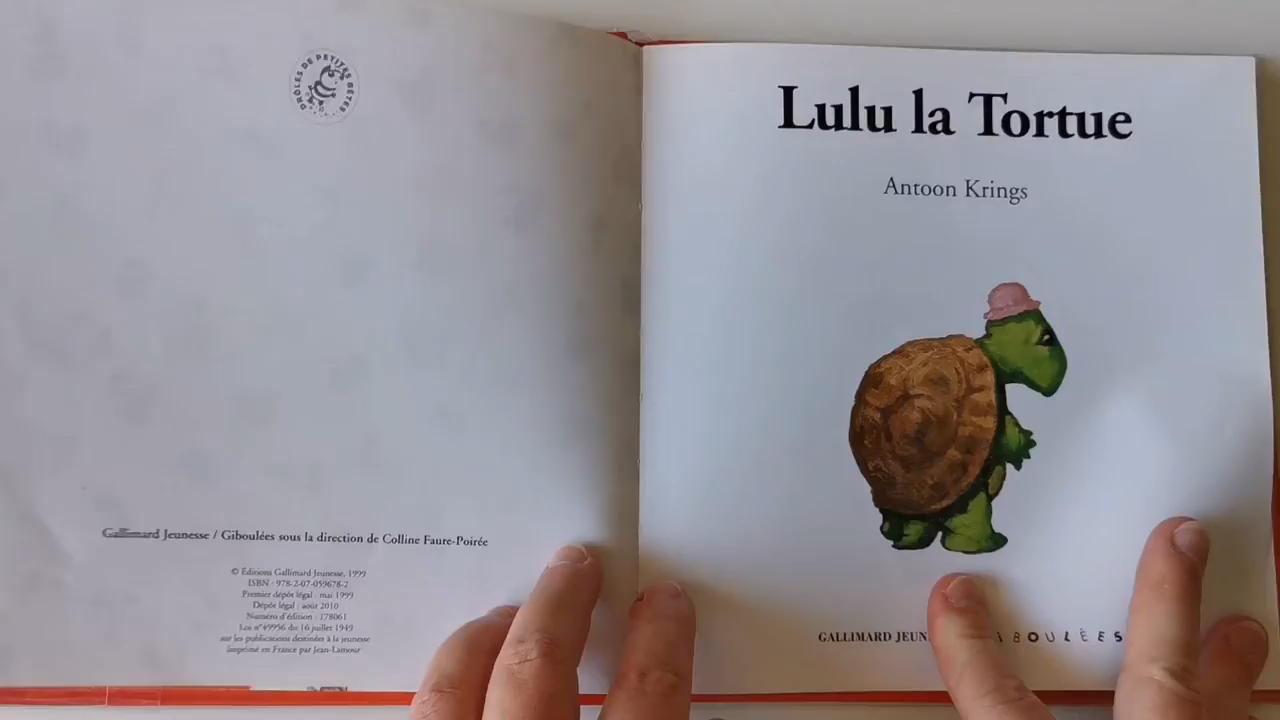 DRÔLES DE PETITES BÊTES
Gallimard Jeunesse / Giboulées sous la direction de Colline Faure-Poirée
© Éditions Gallimard Jeunesse, 1999
ISBN : 978-2-07-059678-2
Premier dépôt légal : mai 1999
Dépôt légal : août 2010
Numéro d'édition : 178061
Loi n° 49956 du 16 juillet 1949
sur les publications destinées à la jeunesse
Imprimé en France par Jean-Lamour
Lulu la Tortue
Antoon Krings
GALLIMARD